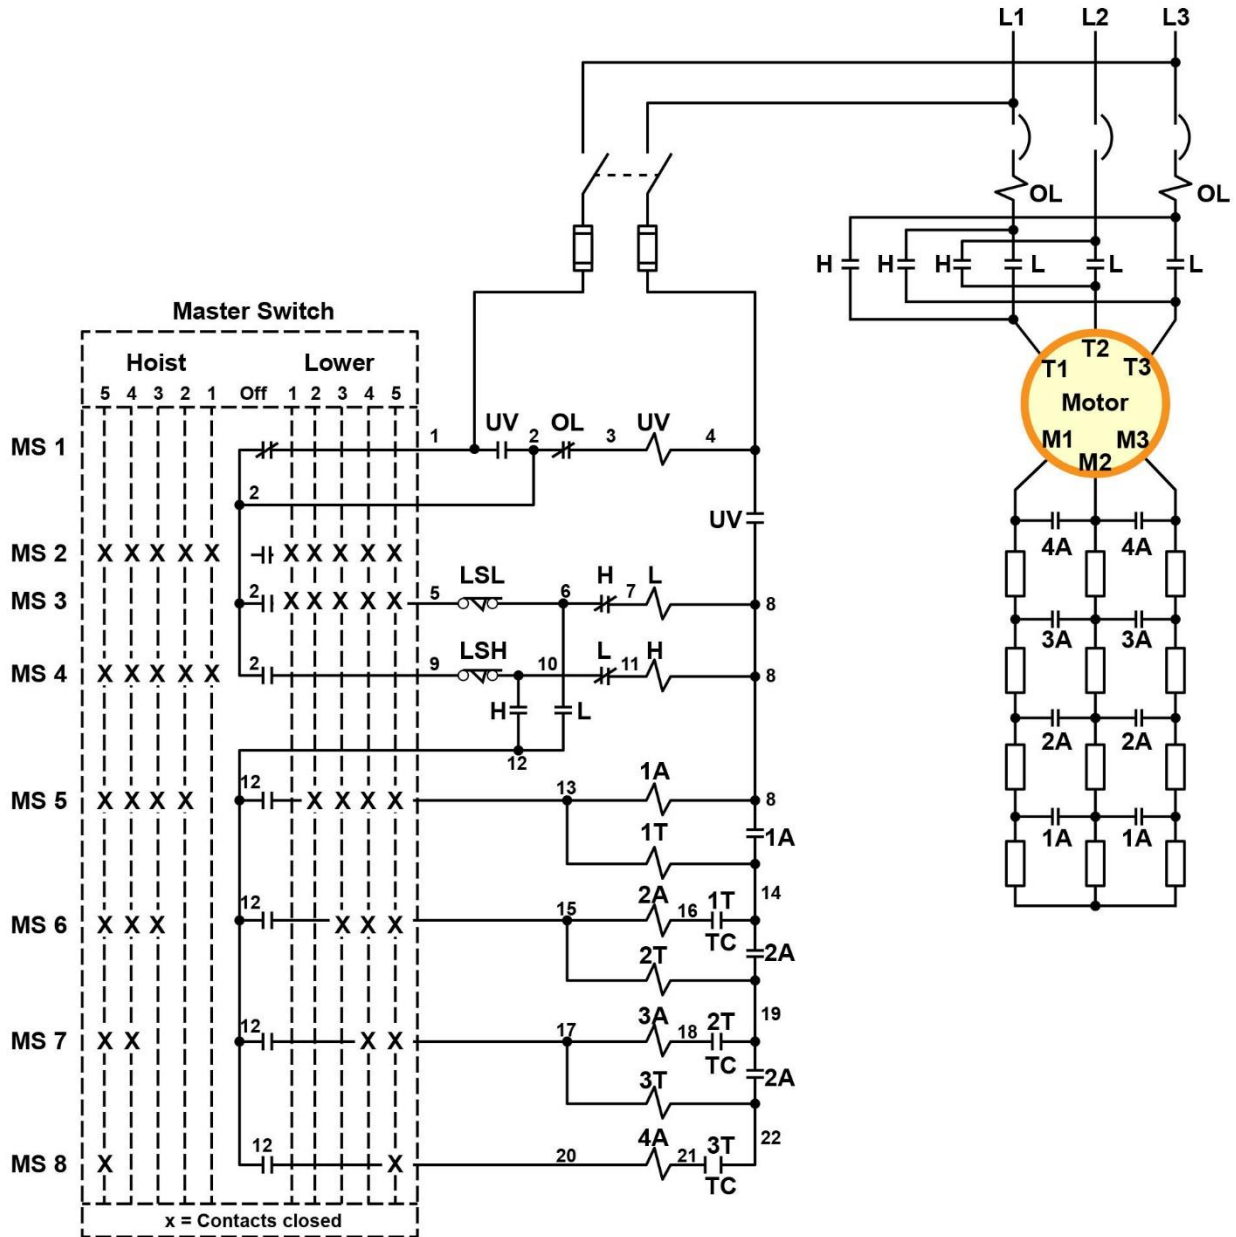 L1 L2 L3
OL OL
H H H L L L
Master Switch
Hoist Lower
5 4 3 2 1 Off 1 2 3 4 5
T1 T2 T3
Motor
M1 M2 M3
MS 1 1 UV 2 OL 3 UV 4
2
UV
MS 2 X X X X X X X X X X
4A 4A
MS 3 2 X X X X X 5 LSL 6 H 7 L 8
3A 3A
MS 4 X X X X X 2 9 LSH 10 L 11 H 8
H L
12
2A 2A
MS 5 X X X X 12 X X X X 13 1A 8
1A
1A 1A
1T
14
MS 6 X X X 12 X X X 15 2A 16 1T
TC
2A
2T
19
MS 7 X X 12 X X 17 3A 18 2T
TC
2A
3T
22
MS 8 X 12 X 20 4A 21 3T
TC
x = Contacts closed